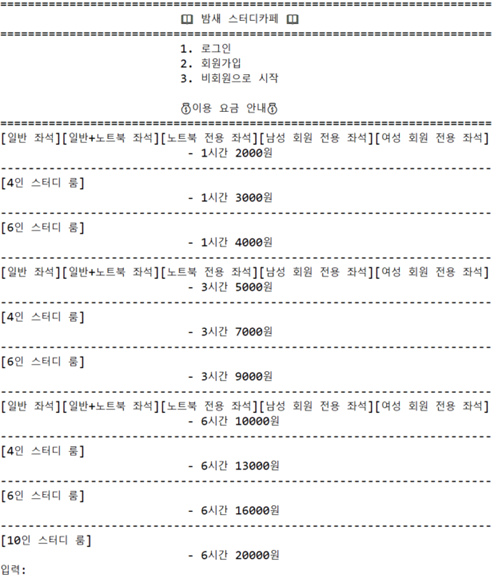 ======================================================================
📖 밤새 스터디카페 📖
======================================================================
1. 로그인
2. 회원가입
3. 비회원으로 시작
💰이용 요금 안내💰
======================================================================
[일반 좌석][일반+노트북 좌석][노트북 전용 좌석][남성 회원 전용 좌석][여성 회원 전용 좌석]
- 1시간 2000원
----------------------------------------------------------------------
[4인 스터디 룸]
- 1시간 3000원
----------------------------------------------------------------------
[6인 스터디 룸]
- 1시간 4000원
----------------------------------------------------------------------
[일반 좌석][일반+노트북 좌석][노트북 전용 좌석][남성 회원 전용 좌석][여성 회원 전용 좌석]
- 3시간 5000원
----------------------------------------------------------------------
[4인 스터디 룸]
- 3시간 7000원
----------------------------------------------------------------------
[6인 스터디 룸]
- 3시간 9000원
----------------------------------------------------------------------
[일반 좌석][일반+노트북 좌석][노트북 전용 좌석][남성 회원 전용 좌석][여성 회원 전용 좌석]
- 6시간 10000원
----------------------------------------------------------------------
[4인 스터디 룸]
- 6시간 13000원
----------------------------------------------------------------------
[6인 스터디 룸]
- 6시간 16000원
----------------------------------------------------------------------
[10인 스터디 룸]
- 6시간 20000원
입력: